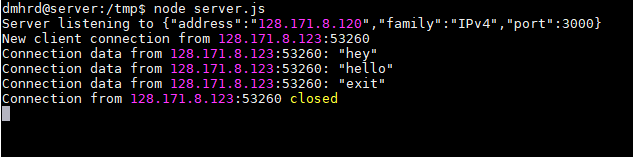 dmhrd@server:/tmp$ node server.js
Server listening to {"address":"128.171.8.120","family":"IPv4","port":3000}
New client connection from 128.171.8.123:53260
Connection data from 128.171.8.123:53260: "hey"
Connection data from 128.171.8.123:53260: "hello"
Connection data from 128.171.8.123:53260: "exit"
Connection from 128.171.8.123:53260 closed